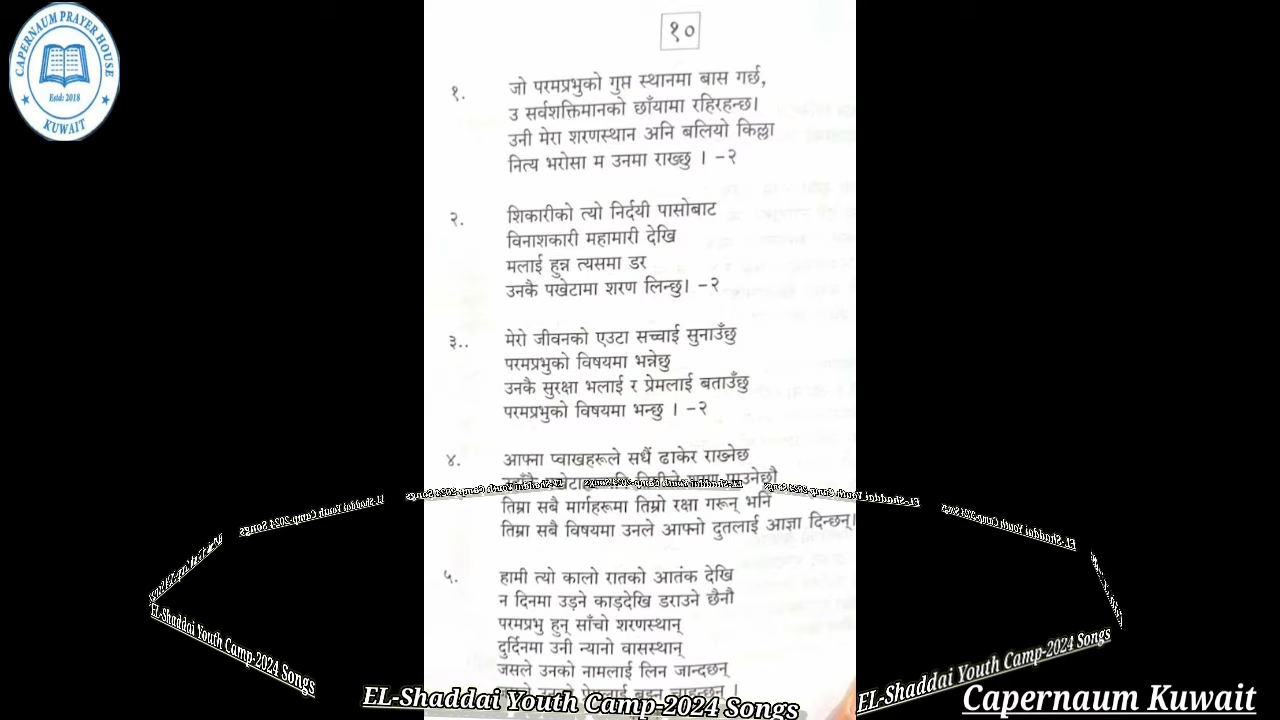 CAPERNAUM PRAYER HOUSE
Estd: 2018
KUWAIT
१०
१. जो परमप्रभुको गुप्त स्थानमा बास गर्छ,
उ सर्वशक्तिमानको छाँयामा रहिरहन्छ।
उनी मेरा शरणस्थान अनि बलियो किल्ला
नित्य भरोसा म उनमा राख्छु । -२
२. शिकारीको त्यो निर्दयी पासोबाट
विनाशकारी महामारी देखि
मलाई हुन्न त्यसमा डर
उनकै पखेटामा शरण लिन्छु। -२
३.. मेरो जीवनको एउटा सच्चाई सुनाउँछु
परमप्रभुको विषयमा भन्नेछु
उनकै सुरक्षा भलाई र प्रेमलाई बताउँछु
परमप्रभुको विषयमा भन्छु । -२
४. आफ्ना प्वाखहरूले सधैं ढाकेर राख्नेछ
पाउनेछौ
तिम्रा सबै मार्गहरूमा तिम्रो रक्षा गरून् भनि
तिम्रा सबै विषयमा उनले आफ्नो दुतलाई आज्ञा दिन्छन्।
५. हामी त्यो कालो रातको आतंक देखि
न दिनमा उड्ने काड़देखि डराउने छैनौ
परमप्रभु हुन् साँचो शरणस्थान्
दुर्दिनमा उनी न्यानो वासस्थान्
जसले उनको नामलाई लिन जान्दछन्
EL-Shaddai Youth Camp-2024 Songs
EL-Shaddai Youth Camp-2024 Songs
EL-Shaddai Youth Camp-2024 Songs
Capernaum Kuwait